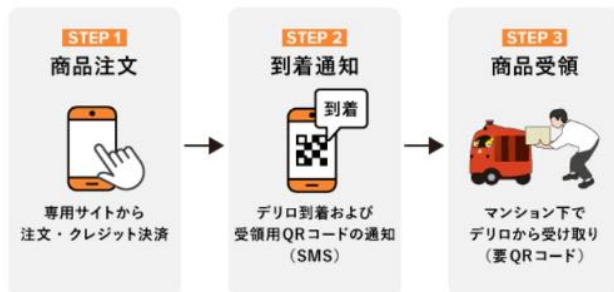 STEP 1
商品注文
専用サイトから
注文・クレジット決済
STEP 2
到着通知
到着
デリロ到着および
受領用QRコードの通知
（SMS）
STEP 3
商品受領
マンション下で
デリロから受け取り
（要QRコード）